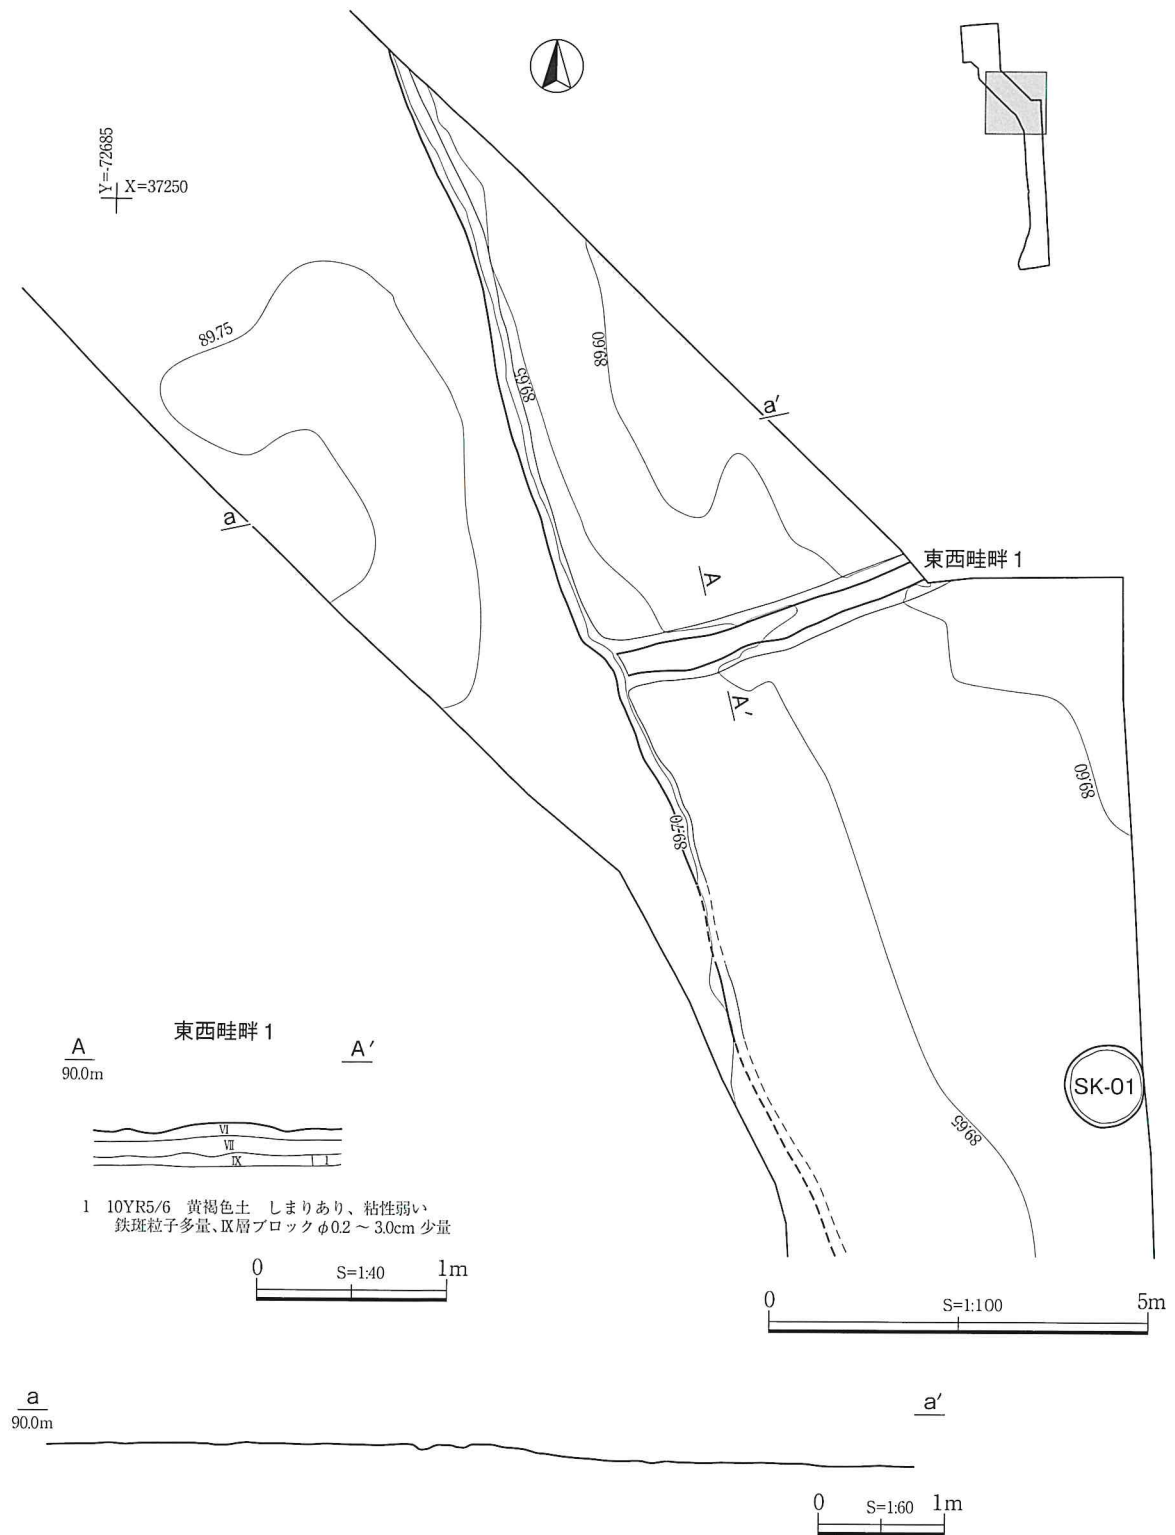 Y=-72685
X=37250
89.75
89.65
89.60
a′
a
東西畦畔1
A
A′
89.60
89.70
89.65
SK-01
東西畦畔1
A
90.0m
A′
Ⅵ
Ⅶ
Ⅸ
1
1 10YR5/6 黄褐色土 しまりあり、粘性弱い
鉄斑粒子多量、Ⅸ層ブロックφ0.2～3.0cm 少量
0 S=1:40 1m
0 S=1:100 5m
a
90.0m
a′
0 S=1:60 1m